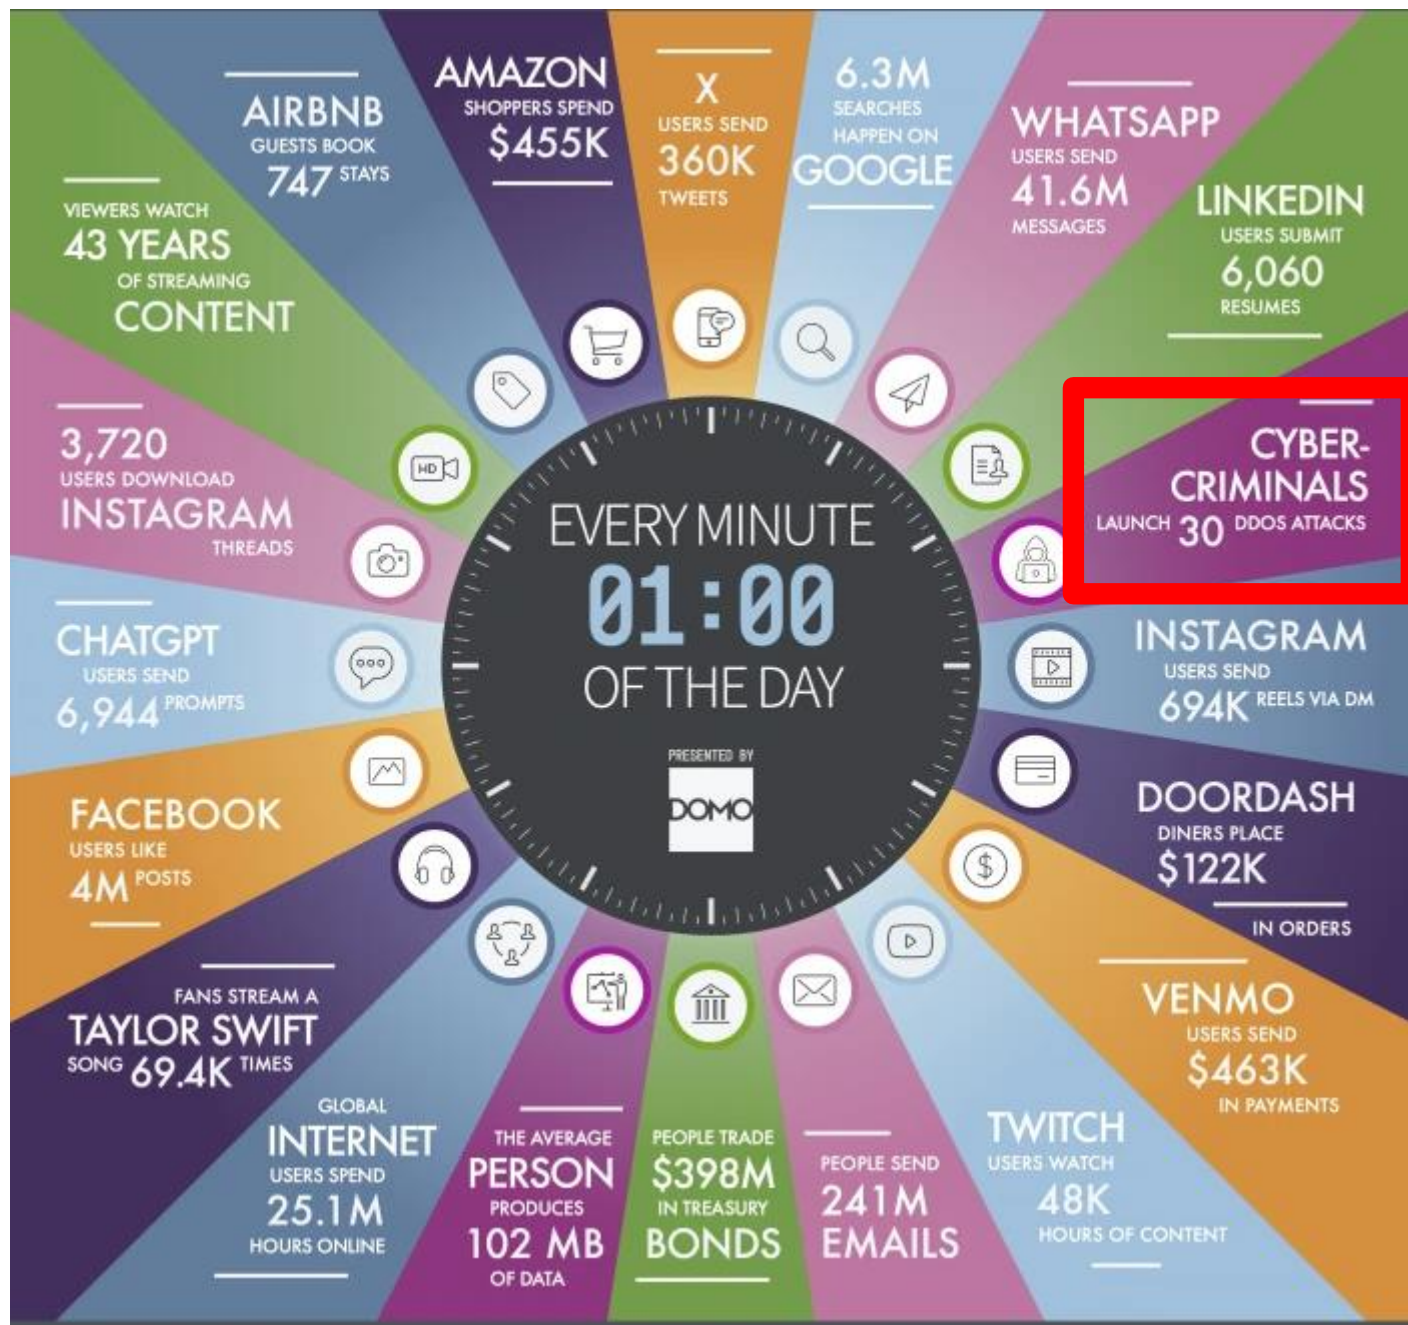 AIRBNB
GUESTS BOOK
747 STAYS
AMAZON
SHOPPERS SPEND
$455K
X
USERS SEND
360K
TWEETS
6.3M
SEARCHES
HAPPEN ON
GOOGLE
WHATSAPP
USERS SEND
41.6M
MESSAGES
LINKEDIN
USERS SUBMIT
6,060
RESUMES
CYBER-
CRIMINALS
LAUNCH 30 DDOS ATTACKS
INSTAGRAM
USERS SEND
694K REELS VIA DM
DOORDASH
DINERS PLACE
$122K
IN ORDERS
VENMO
USERS SEND
$463K
IN PAYMENTS
TWITCH
USERS WATCH
48K
HOURS OF CONTENT
PEOPLE SEND
241M
EMAILS
PEOPLE TRADE
$398M
IN TREASURY
BONDS
THE AVERAGE
PERSON
PRODUCES
102 MB
OF DATA
GLOBAL
INTERNET
USERS SPEND
25.1M
HOURS ONLINE
FANS STREAM A
TAYLOR SWIFT
SONG 69.4K TIMES
FACEBOOK
USERS LIKE
4M POSTS
CHATGPT
USERS SEND
6,944 PROMPTS
3,720
USERS DOWNLOAD
INSTAGRAM
THREADS
VIEWERS WATCH
43 YEARS
OF STREAMING
CONTENT
HD
EVERY MINUTE
01:00
OF THE DAY
PRESENTED BY
DOMO